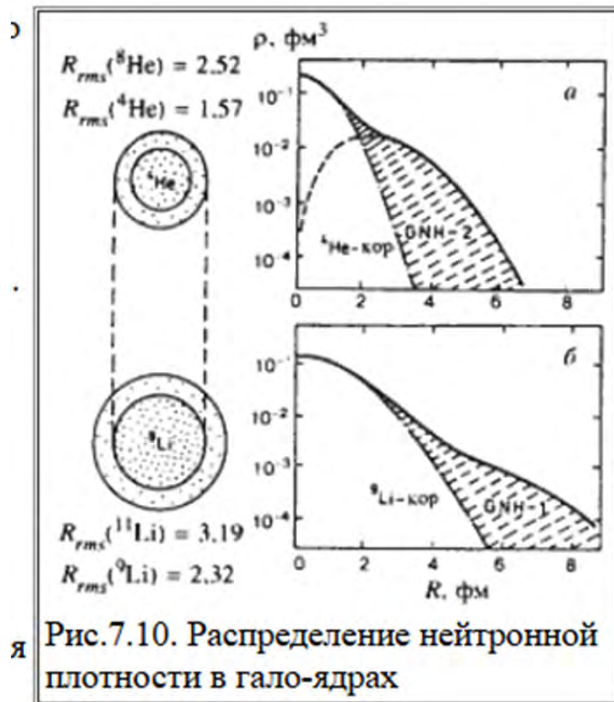 ρ, фм³
R_rms(⁸He) = 2.52
R_rms(⁴He) = 1.57
⁴He
10⁻¹
10⁻²
10⁻³
10⁻⁴
а
GNH-2
⁴He-кор
0 2 4 6 8
⁹Li
10⁻¹
10⁻²
10⁻³
10⁻⁴
б
⁹Li-кор
GNH-1
0 2 4 6 8
R, фм
R_rms(¹¹Li) = 3.19
R_rms(⁹Li) = 2.32
я
Рис.7.10. Распределение нейтронной
плотности в гало-ядрах